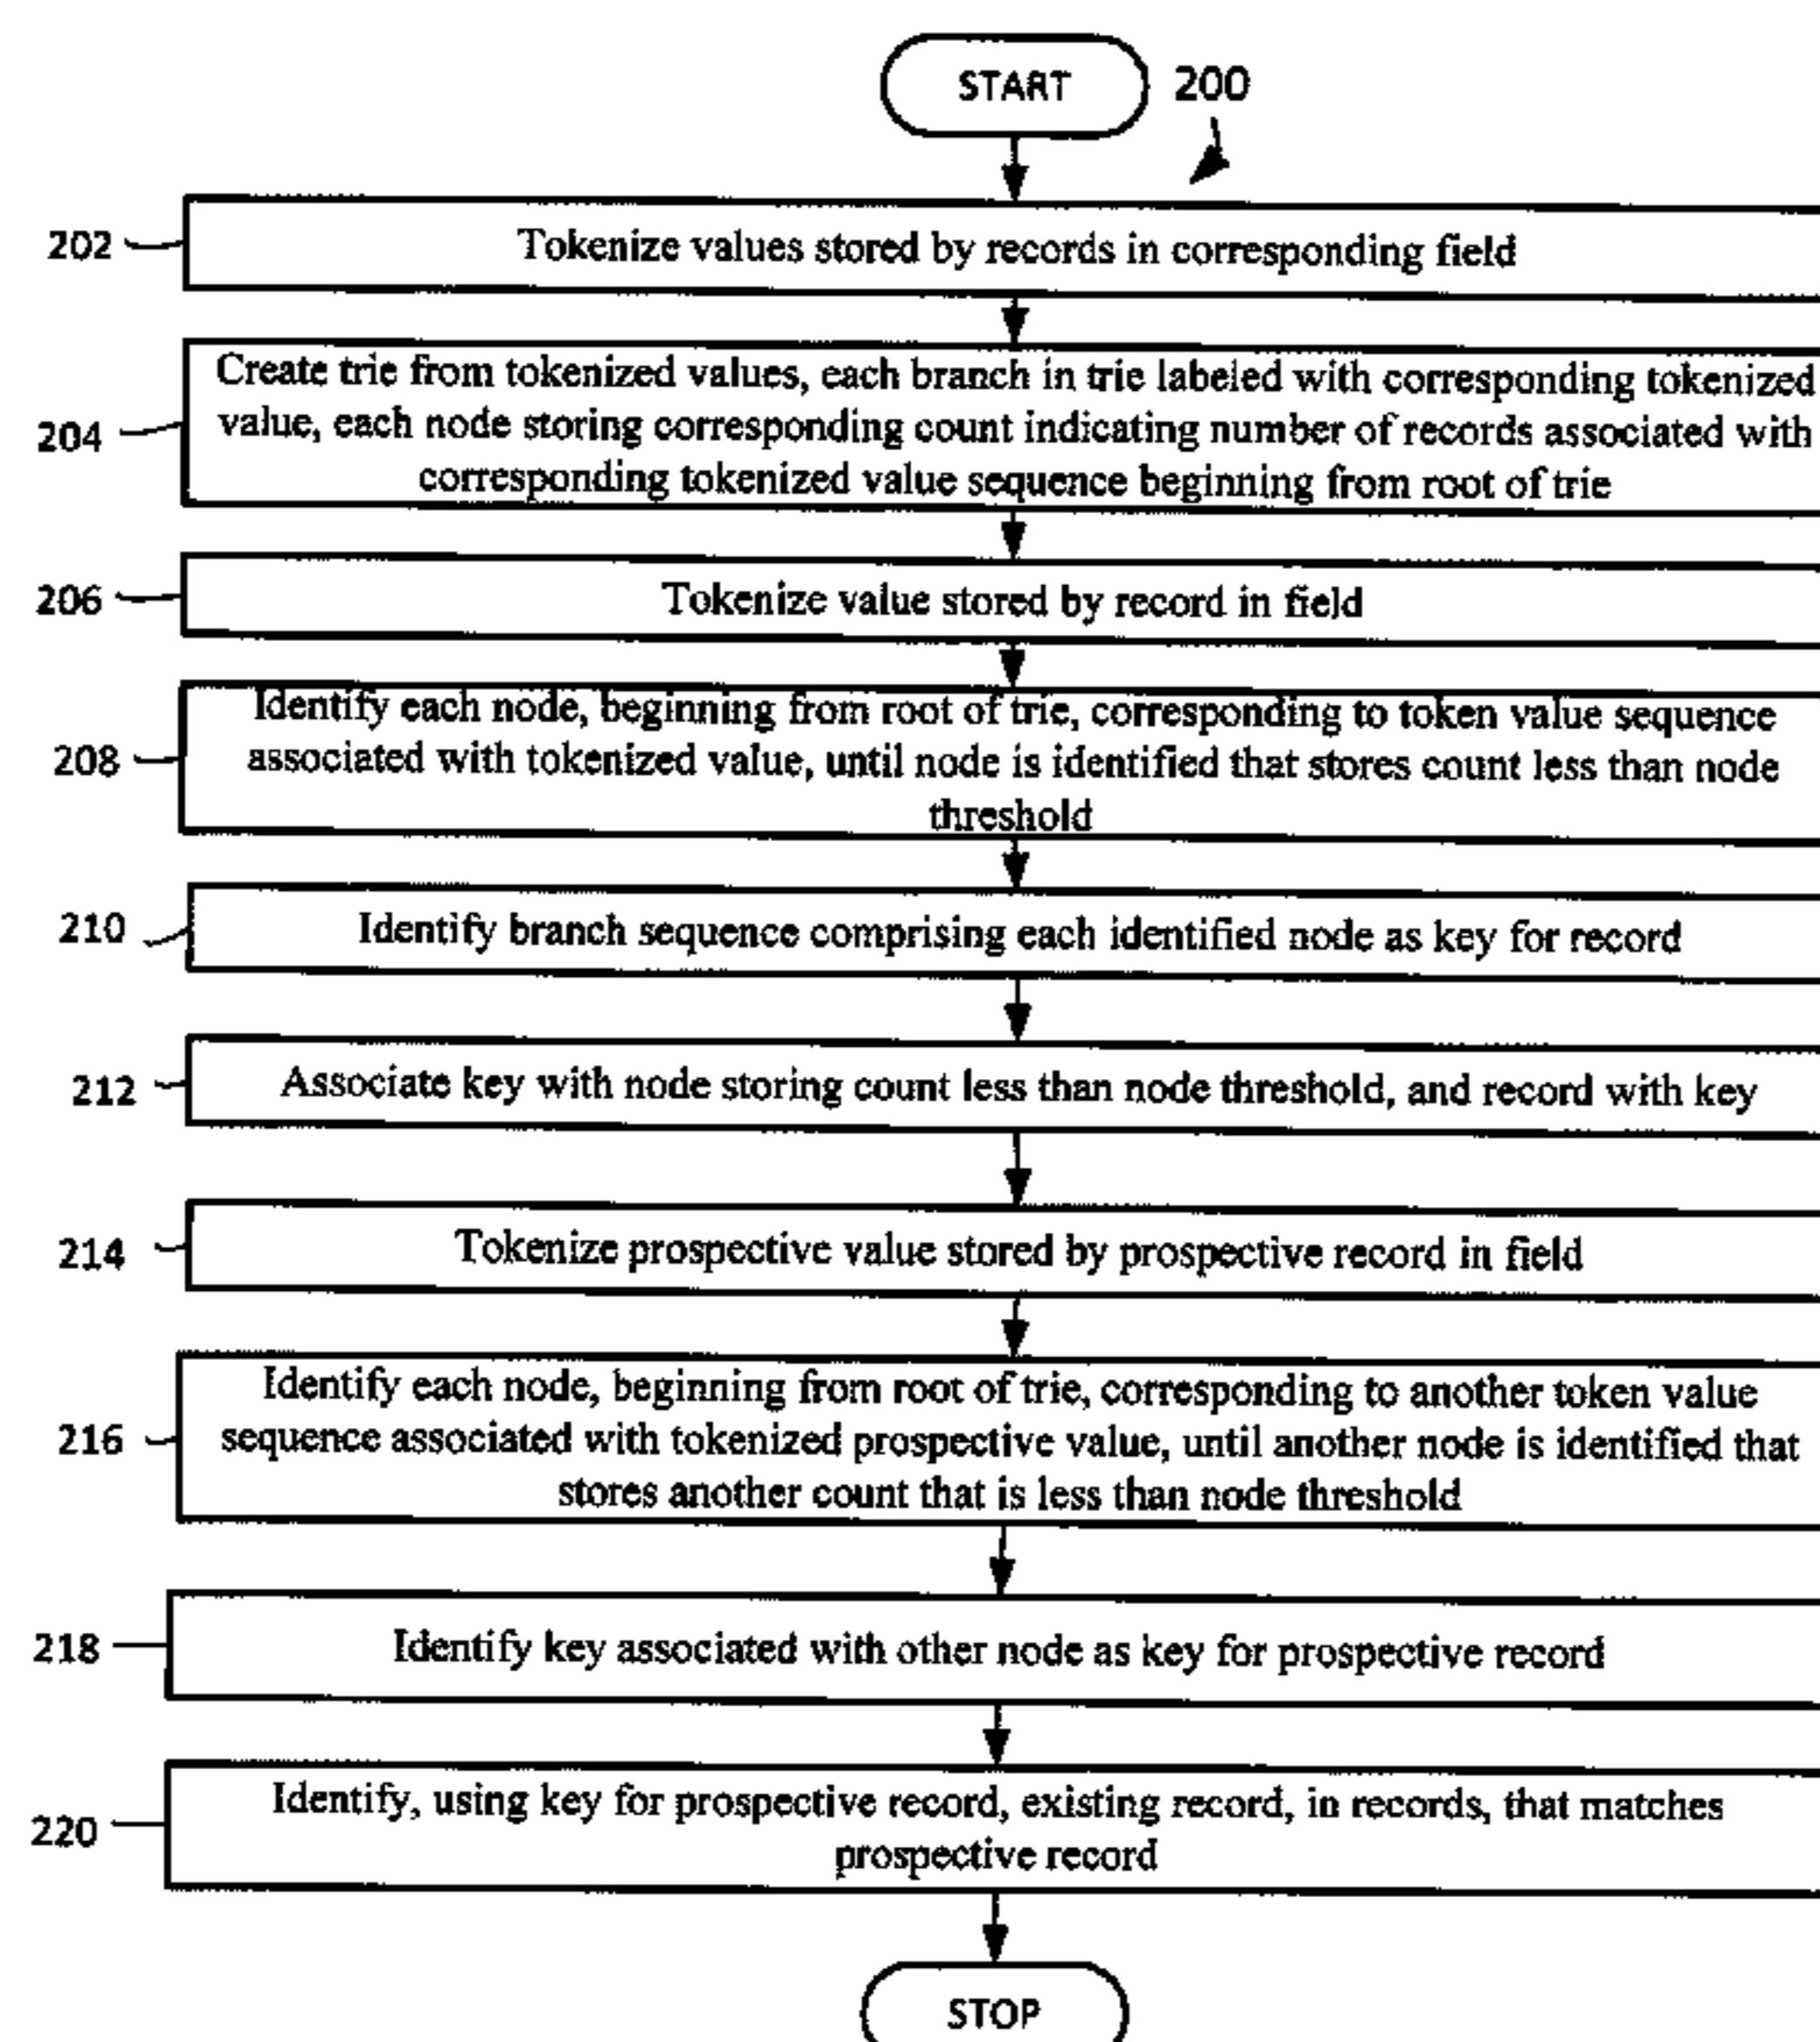 START 200
202 Tokenize values stored by records in corresponding field
Create trie from tokenized values, each branch in trie labeled with corresponding tokenized
204 value, each node storing corresponding count indicating number of records associated with
corresponding tokenized value sequence beginning from root of trie
206 Tokenize value stored by record in field
Identify each node, beginning from root of trie, corresponding to token value sequence
208 associated with tokenized value, until node is identified that stores count less than node
threshold
210 Identify branch sequence comprising each identified node as key for record
212 Associate key with node storing count less than node threshold, and record with key
214 Tokenize prospective value stored by prospective record in field
Identify each node, beginning from root of trie, corresponding to another token value
216 sequence associated with tokenized prospective value, until another node is identified that
stores another count that is less than node threshold
218 Identify key associated with other node as key for prospective record
Identify, using key for prospective record, existing record, in records, that matches
220 prospective record
STOP